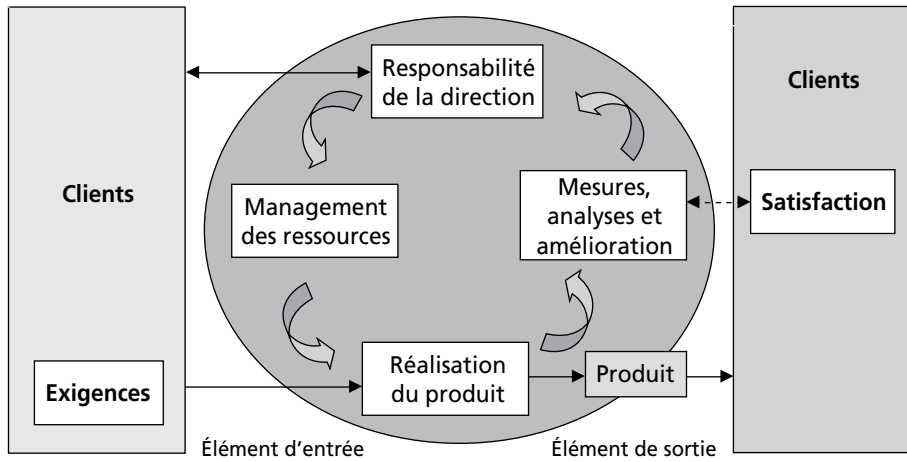 Responsabilité
de la direction
Clients
Clients
Management
des ressources
Mesures,
analyses et
amélioration
Satisfaction
Exigences
Réalisation
du produit
Produit
Élément d'entrée
Élément de sortie